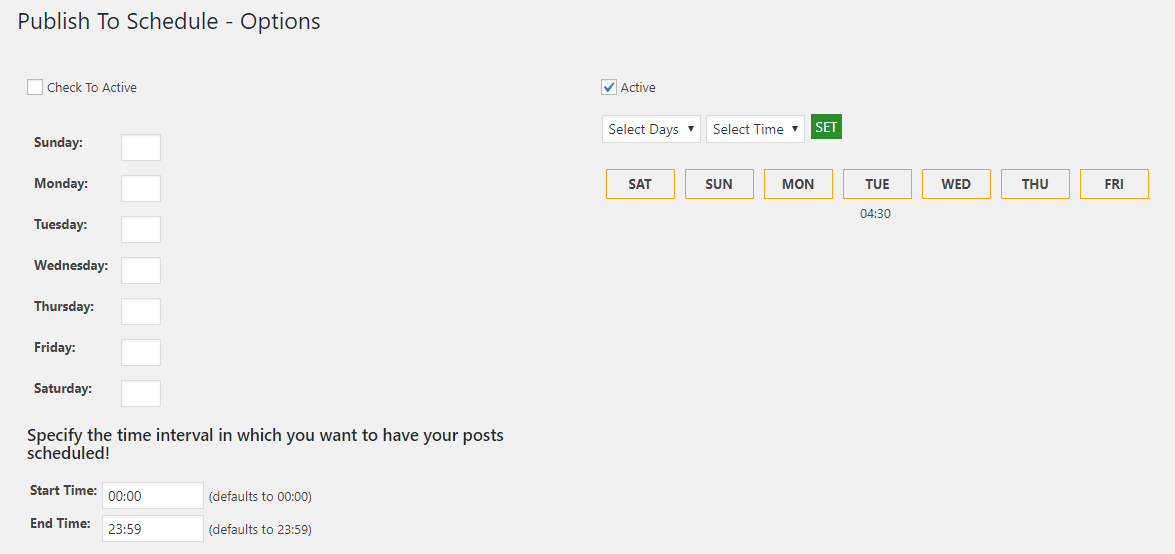 Publish To Schedule - Options
Check To Active
Sunday:
Monday:
Tuesday:
Wednesday:
Thursday:
Friday:
Saturday:
Specify the time interval in which you want to have your posts
scheduled!
Start Time: 00:00 (defaults to 00:00)
End Time: 23:59 (defaults to 23:59)
Active
Select Days Select Time SET
SAT SUN MON TUE WED THU FRI
04:30